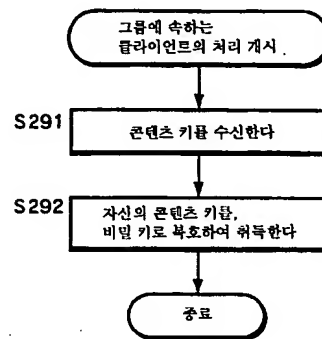 그룹에 속하는
클라이언트의 처리 개시
S291
콘텐츠 키를 수신한다
S292
자신의 콘텐츠 키를,
비밀 키로 복호하여 취득한다
종료